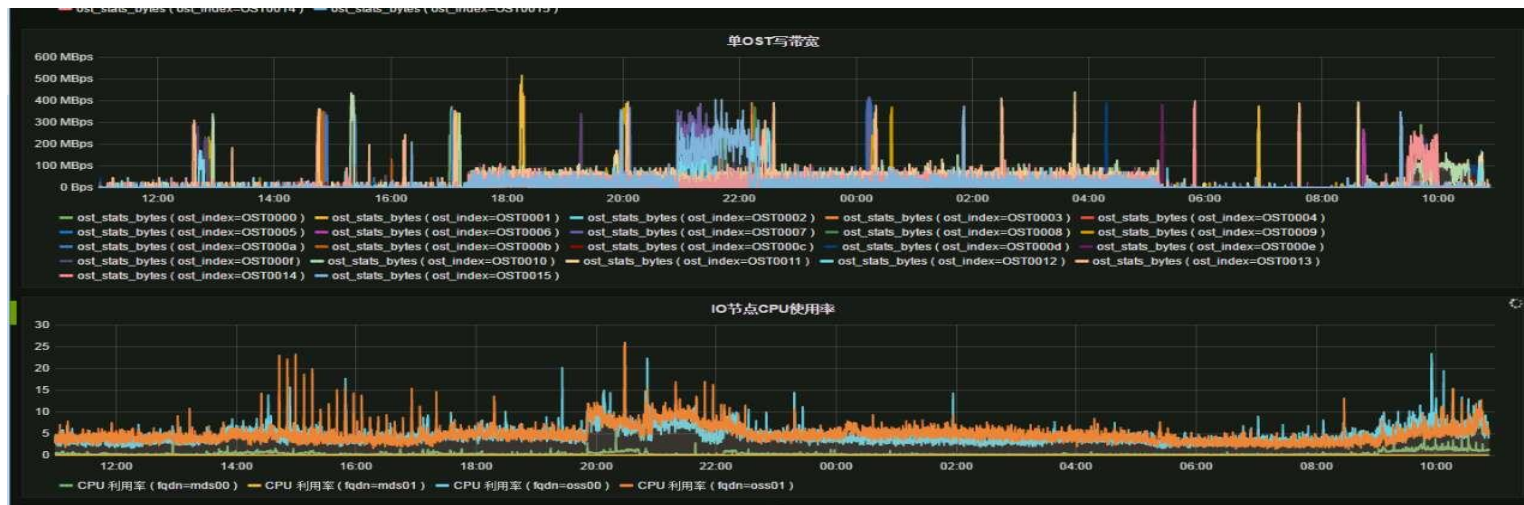 ost_stats_bytes ( ost_index=OST0014 ) ost_stats_bytes ( ost_index=OST0015 )
单OST写带宽
600 MBps
500 MBps
400 MBps
300 MBps
200 MBps
100 MBps
0 Bps
12:00 14:00 16:00 18:00 20:00 22:00 00:00 02:00 04:00 06:00 08:00 10:00
ost_stats_bytes ( ost_index=OST0000 ) ost_stats_bytes ( ost_index=OST0001 ) ost_stats_bytes ( ost_index=OST0002 ) ost_stats_bytes ( ost_index=OST0003 ) ost_stats_bytes ( ost_index=OST0004 )
ost_stats_bytes ( ost_index=OST0005 ) ost_stats_bytes ( ost_index=OST0006 ) ost_stats_bytes ( ost_index=OST0007 ) ost_stats_bytes ( ost_index=OST0008 ) ost_stats_bytes ( ost_index=OST0009 )
ost_stats_bytes ( ost_index=OST000a ) ost_stats_bytes ( ost_index=OST000b ) ost_stats_bytes ( ost_index=OST000c ) ost_stats_bytes ( ost_index=OST000d ) ost_stats_bytes ( ost_index=OST000e )
ost_stats_bytes ( ost_index=OST000f ) ost_stats_bytes ( ost_index=OST0010 ) ost_stats_bytes ( ost_index=OST0011 ) ost_stats_bytes ( ost_index=OST0012 ) ost_stats_bytes ( ost_index=OST0013 )
ost_stats_bytes ( ost_index=OST0014 ) ost_stats_bytes ( ost_index=OST0015 )
IO节点CPU使用率
30
25
20
15
10
5
0
12:00 14:00 16:00 18:00 20:00 22:00 00:00 02:00 04:00 06:00 08:00 10:00
CPU 利用率 ( fqdn=mds00 ) CPU 利用率 ( fqdn=mds01 ) CPU 利用率 ( fqdn=oss00 ) CPU 利用率 ( fqdn=oss01 )